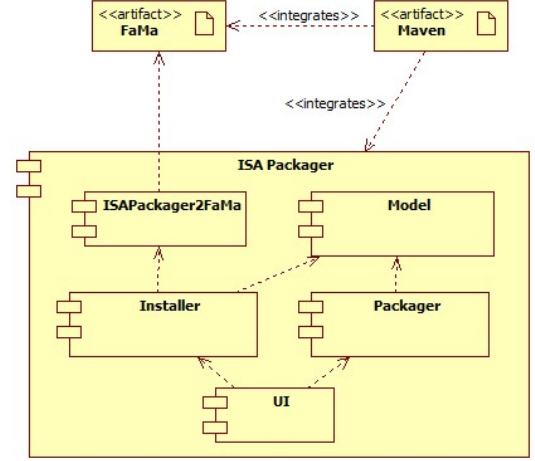 <<artifact>>
FaMa
<<integrates>>
<<artifact>>
Maven
<<integrates>>
ISA Packager
ISAPackager2FaMa
Model
Installer
Packager
UI